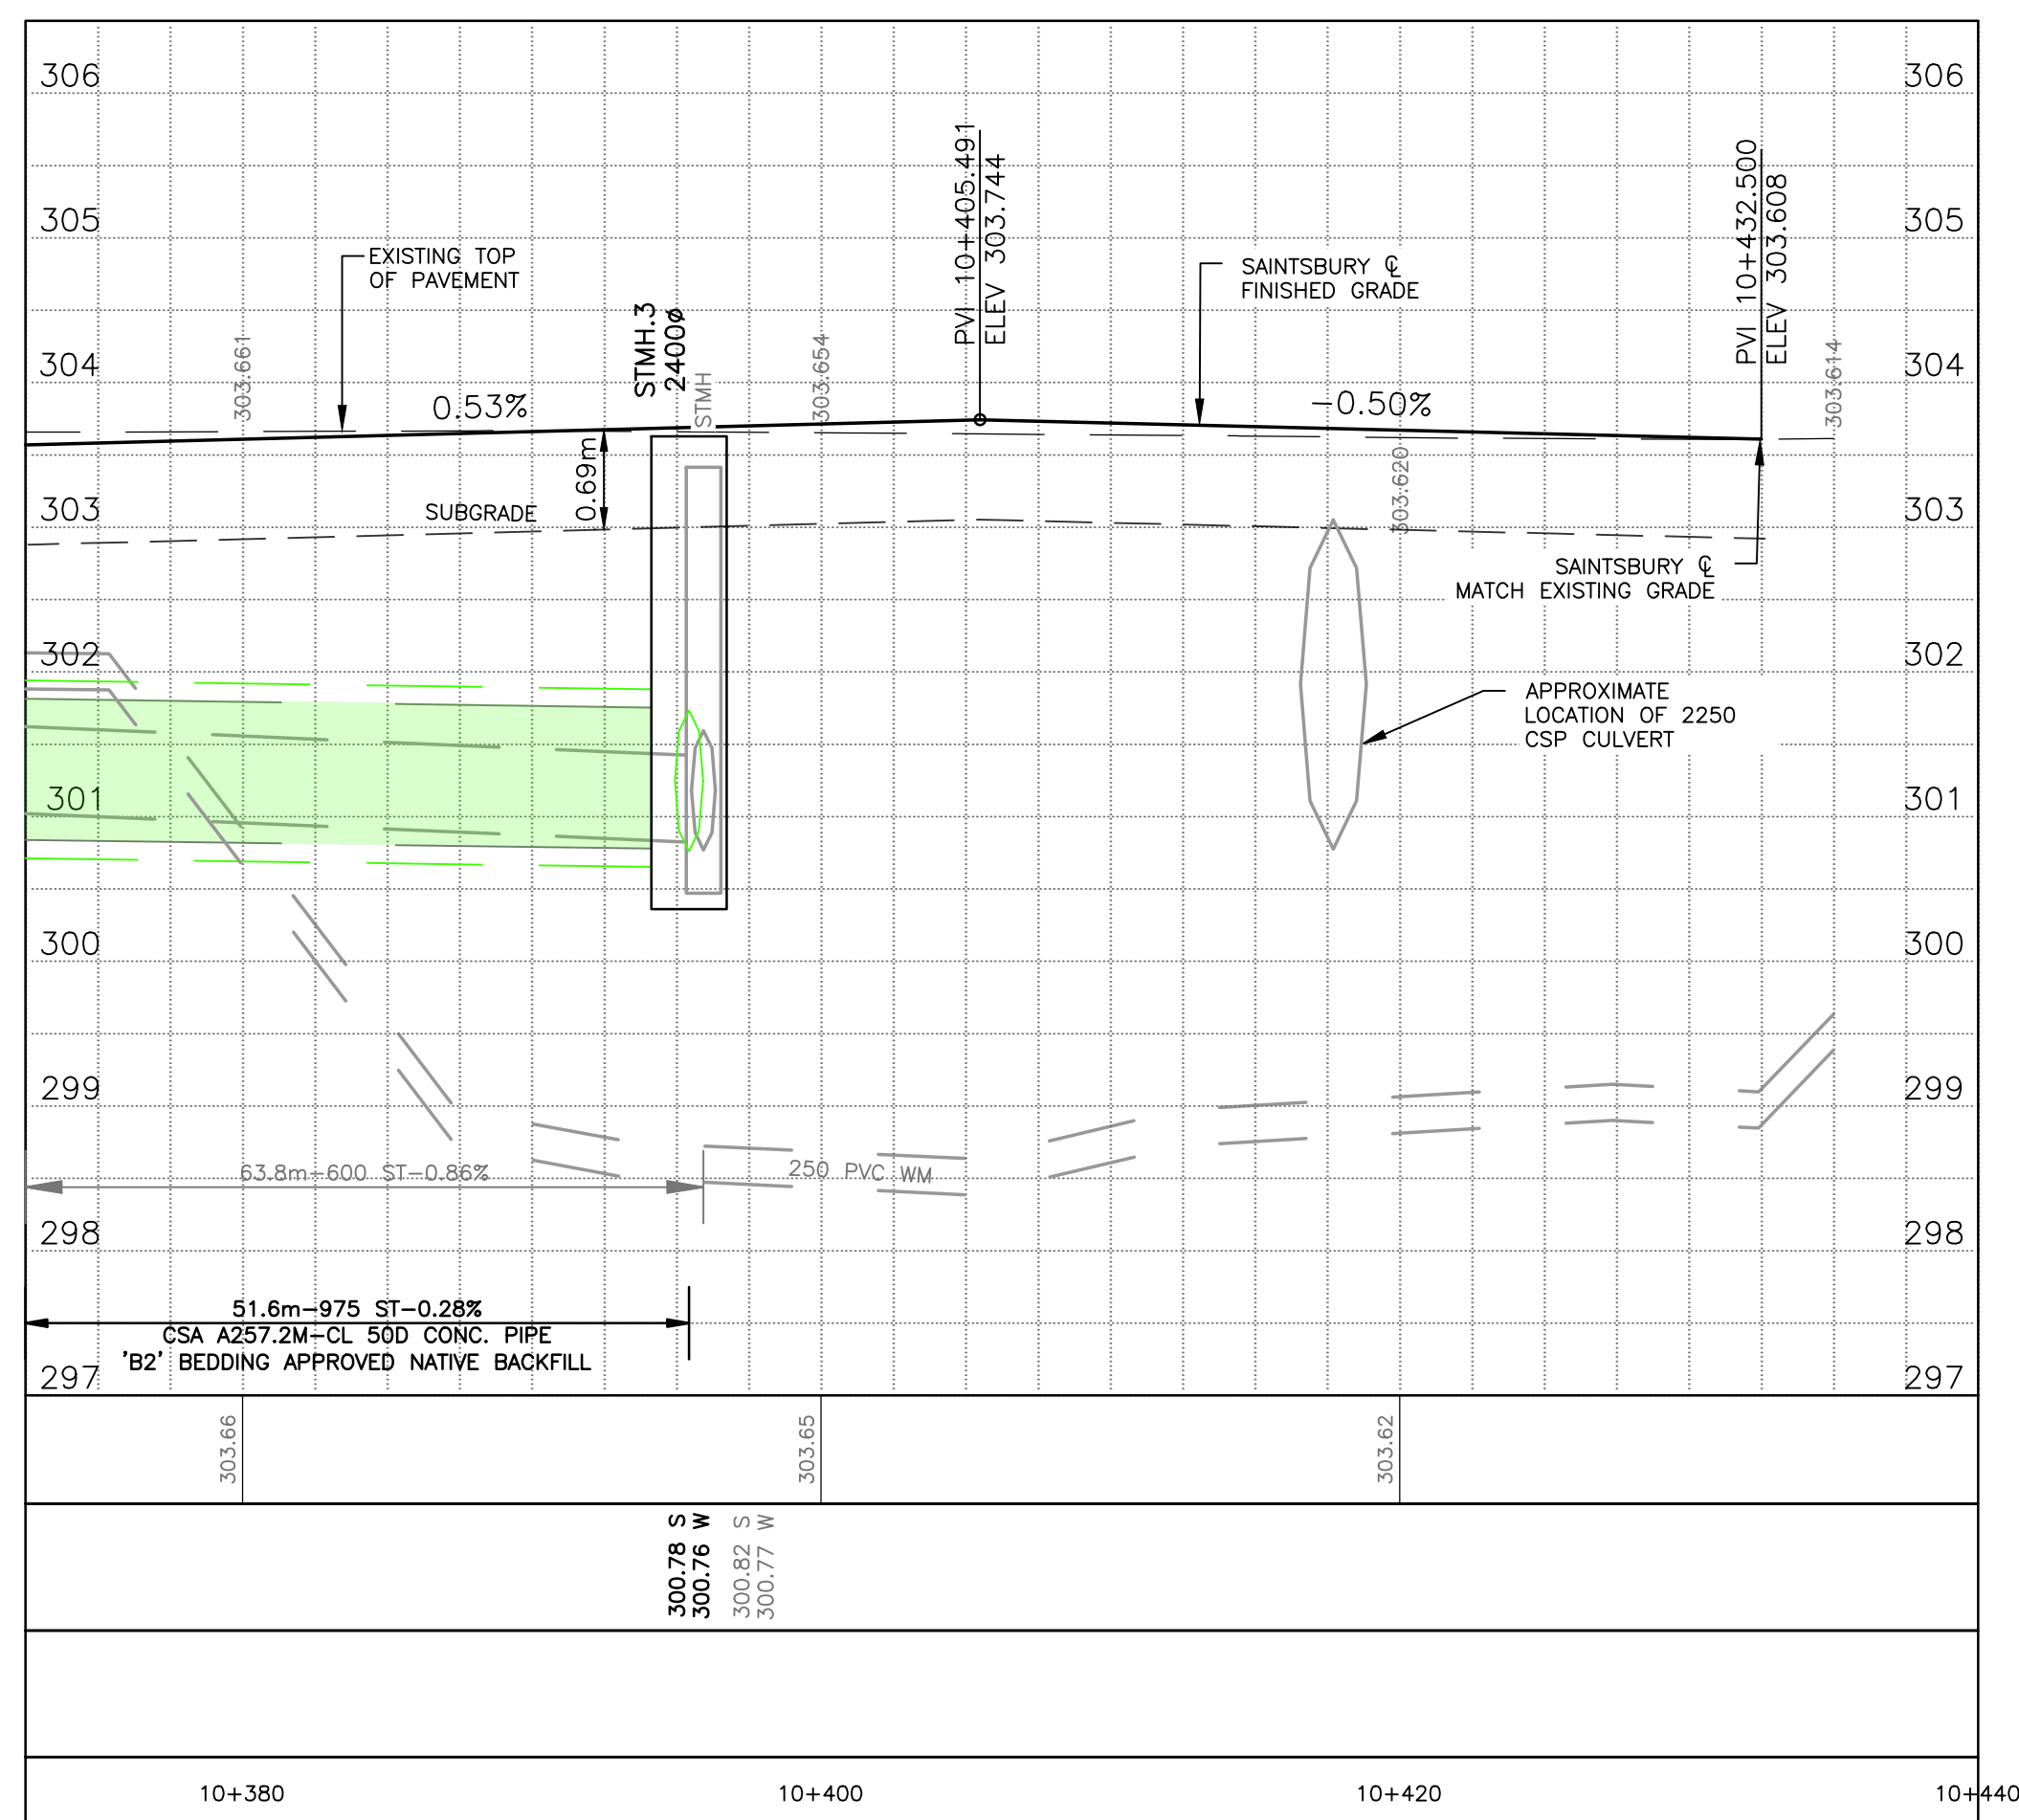 306
306
305
305
304
304
303
303
302
302
301
301
300
300
299
299
298
298
297
297
EXISTING TOP
OF PAVEMENT
303.661
0.53%
STMH.3
2400ø
STMH
303.654
PVI 10+405.491
ELEV 303.744
SAINTSBURY ℄
FINISHED GRADE
-0.50%
PVI 10+432.500
ELEV 303.608
303.614
0.69m
SUBGRADE
303.620
SAINTSBURY ℄
MATCH EXISTING GRADE
APPROXIMATE
LOCATION OF 2250
CSP CULVERT
63.8m-600 ST-0.86%
250 PVC WM
51.6m-975 ST-0.28%
CSA A257.2M-CL 50D CONC. PIPE
'B2' BEDDING APPROVED NATIVE BACKFILL
303.66
303.65
303.62
300.78 S
300.76 W
300.82 S
300.77 W
10+380
10+400
10+420
10+440